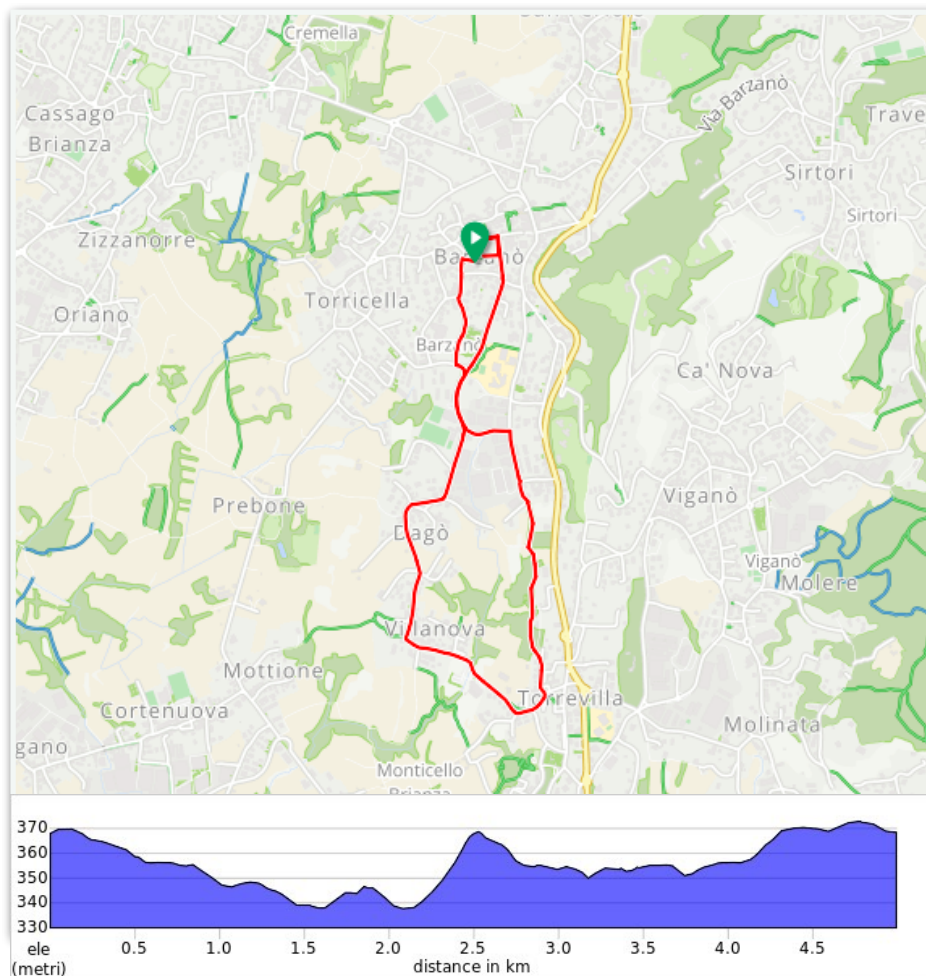 Cremella
Cassago
Brianza
Via Barzanò
Trave
Sirtori
Sirtori
Zizzanorre
Barzanò
Torricella
Oriano
Barzanò
Ca' Nova
Prebone
Viganò
Dagò
Viganò
Molere
Villanova
Mottione
Torrevilla
Cortenuova
Molinata
gano
Monticello
Brianza
370
360
350
340
330
ele
(metri)
0.5 1.0 1.5 2.0 2.5 3.0 3.5 4.0 4.5
distance in km